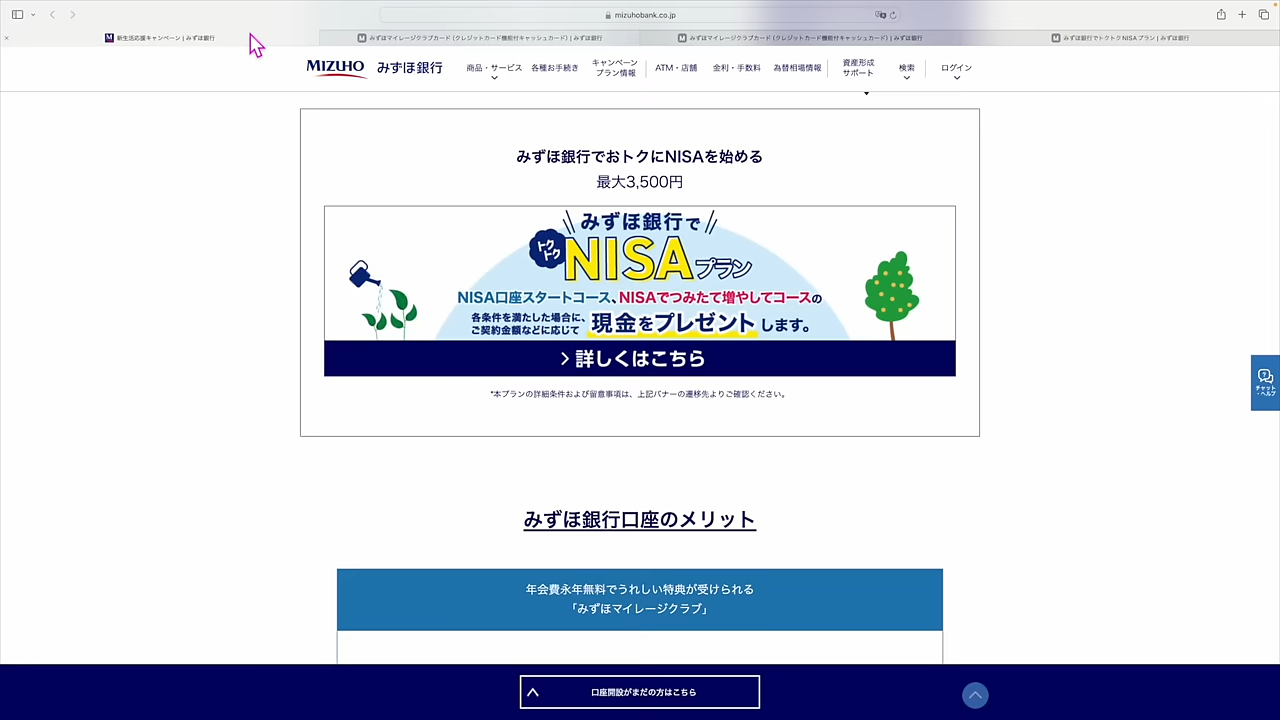 mizuhobank.co.jp
新生活応援キャンペーン | みずほ銀行
みずほマイレージクラブカード (クレジットカード機能付キャッシュカード) | みずほ銀行
みずほマイレージクラブカード (クレジットカード機能付キャッシュカード) | みずほ銀行
みずほ銀行でトクトクNISAプラン | みずほ銀行
MIZUHO みずほ銀行
商品・サービス
各種お手続き
キャンペーン
プラン情報
ATM・店舗
金利・手数料
為替相場情報
資産形成
サポート
検索
ログイン
みずほ銀行でおトクにNISAを始める
最大3,500円
みずほ銀行で
トク
トク
NISAプラン
NISA口座スタートコース、NISAでつみたて増やしてコースの
各条件を満たした場合に、
ご契約金額などに応じて
現金をプレゼントします。
詳しくはこちら
*本プランの詳細条件および留意事項は、上記バナーの遷移先よりご確認ください。
チャット
・ヘルプ
みずほ銀行口座のメリット
年会費永年無料でうれしい特典が受けられる
「みずほマイレージクラブ」
口座開設がまだの方はこちら